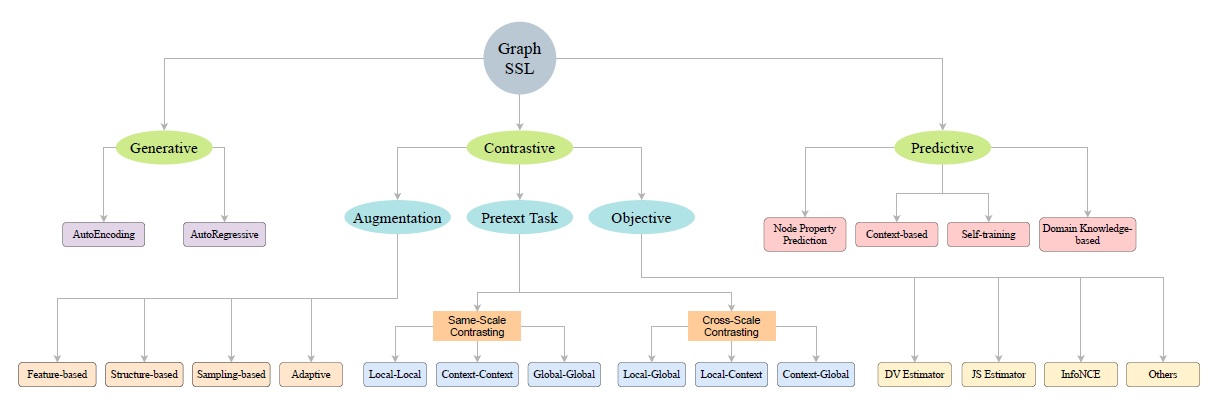 Graph
SSL
Generative
Contrastive
Predictive
Augmentation
Pretext Task
Objective
AutoEncoding
AutoRegressive
Node Property
Prediction
Context-based
Self-training
Domain Knowledge-
based
Same-Scale
Contrasting
Cross-Scale
Contrasting
Feature-based
Structure-based
Sampling-based
Adaptive
Local-Local
Context-Context
Global-Global
Local-Global
Local-Context
Context-Global
DV Estimator
JS Estimator
InfoNCE
Others